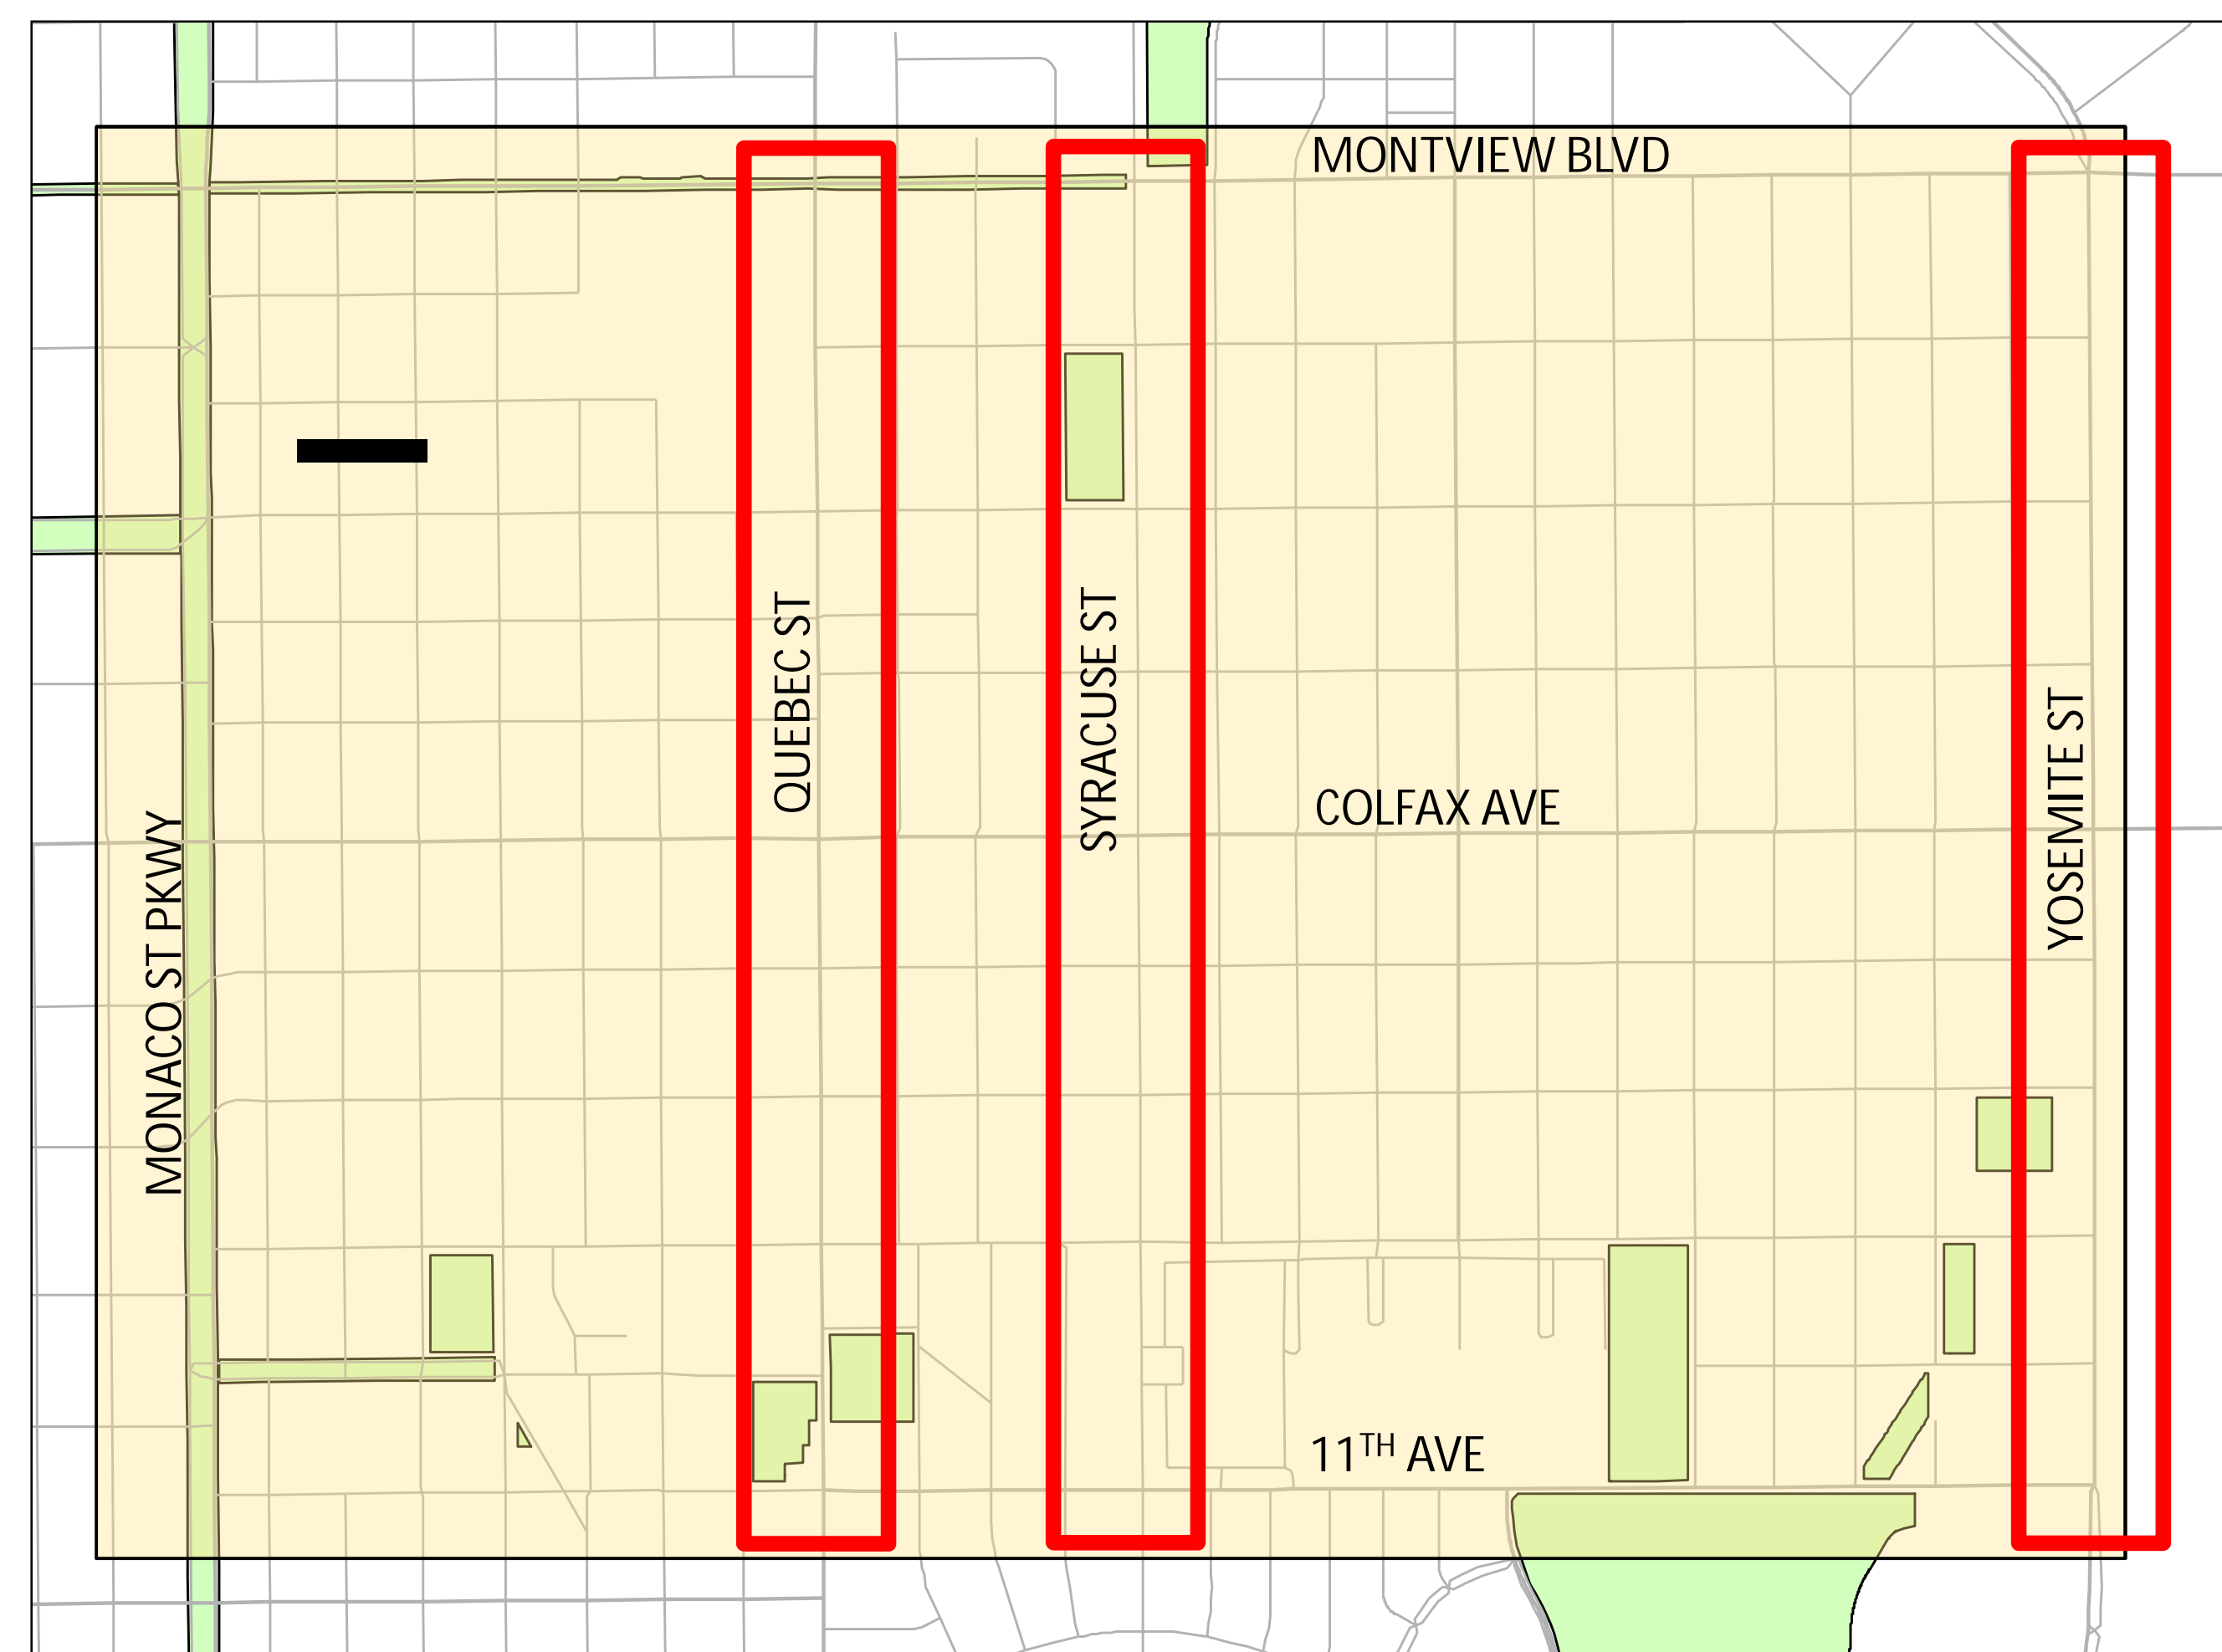 MONTVIEW BLVD
QUEBEC ST
SYRACUSE ST
YOSEMITE ST
COLFAX AVE
MONACO ST PKWY
11TH AVE